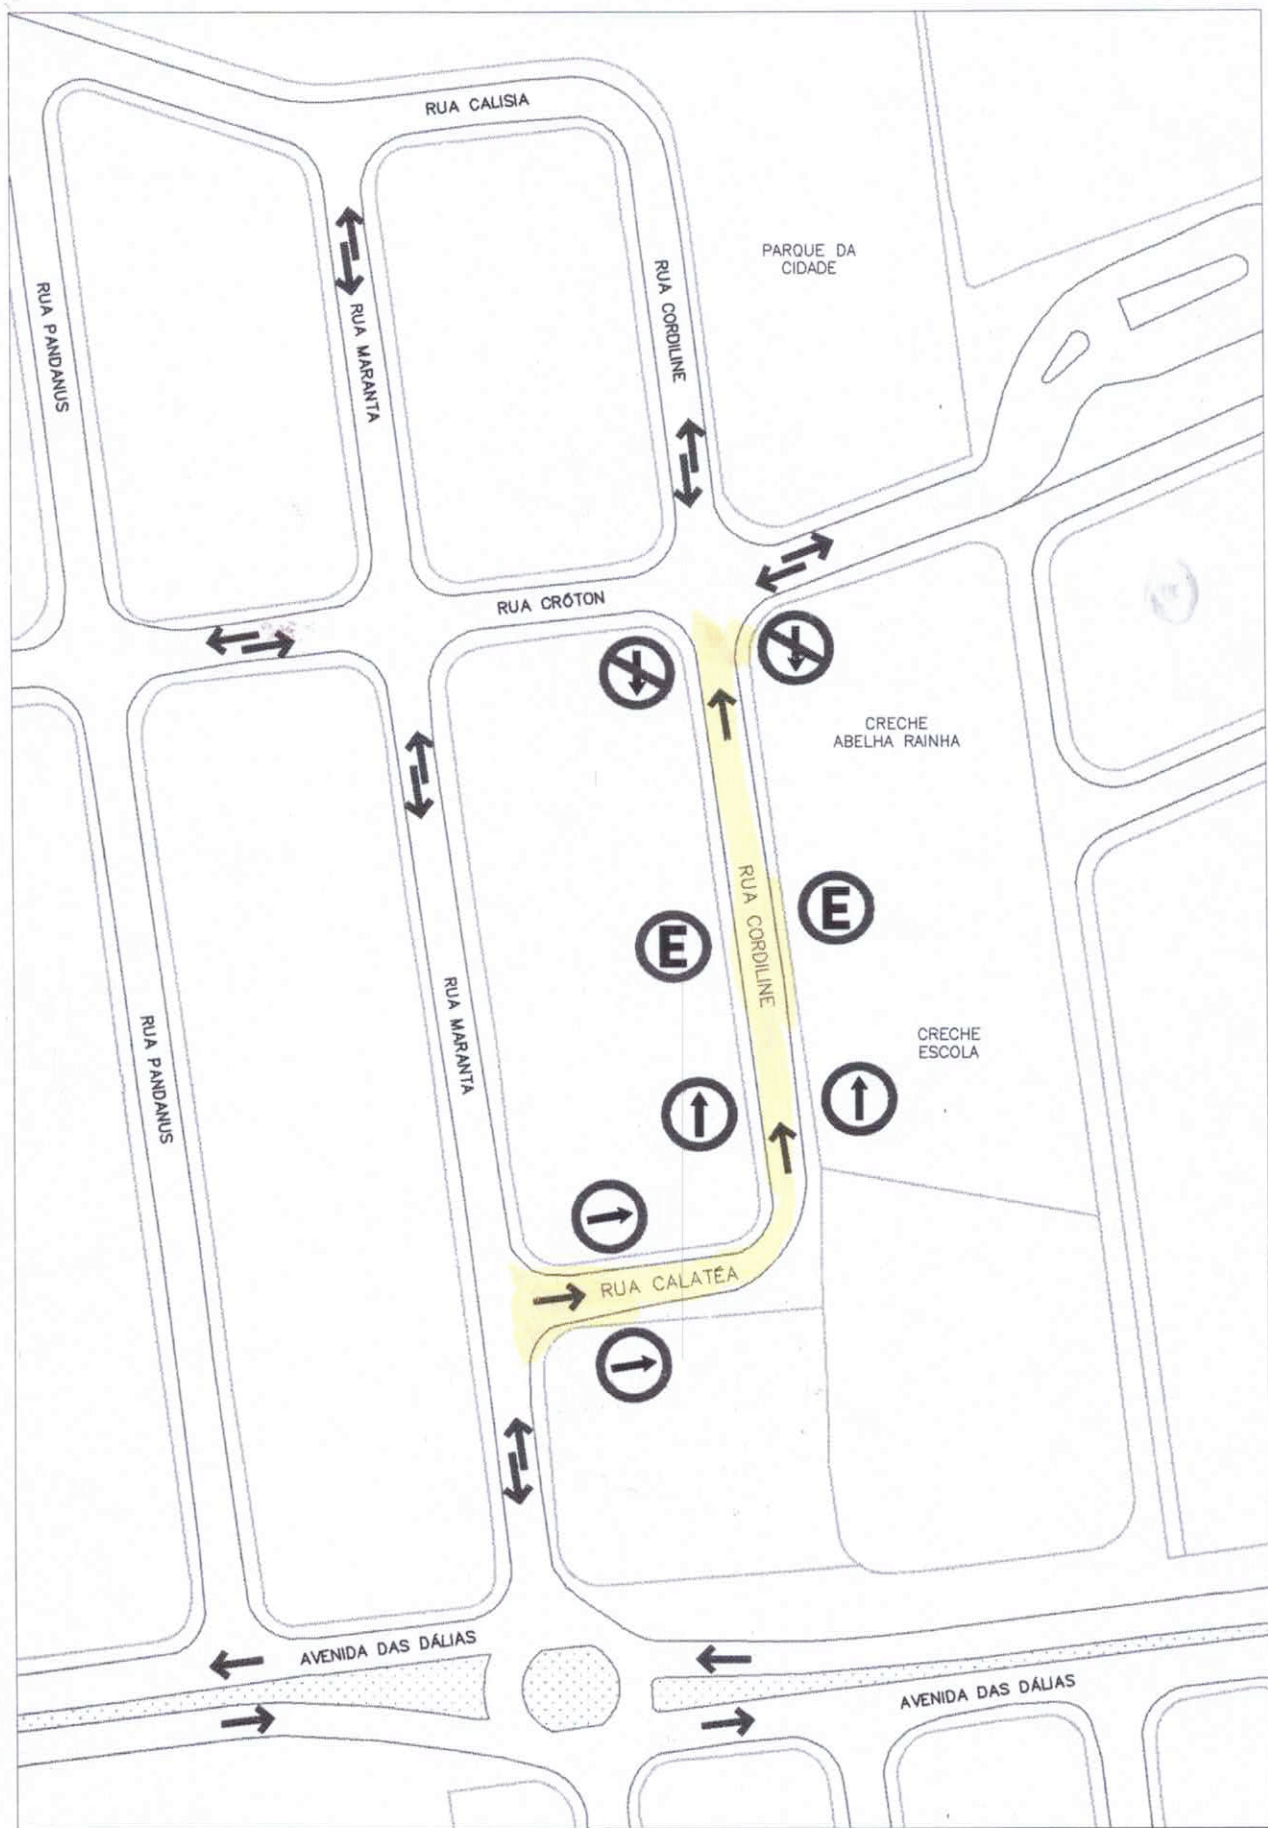 RUA CALISIA
PARQUE DA
CIDADE
RUA PANDANUS
RUA MARANTA
RUA CORDILINE
RUA CRÓTON
CRECHE
ABELHA RAINHA
RUA CORDILINE
E
E
RUA MARANTA
RUA PANDANUS
CRECHE
ESCOLA
RUA CALATÉA
AVENIDA DAS DÁLIAS
AVENIDA DAS DÁLIAS